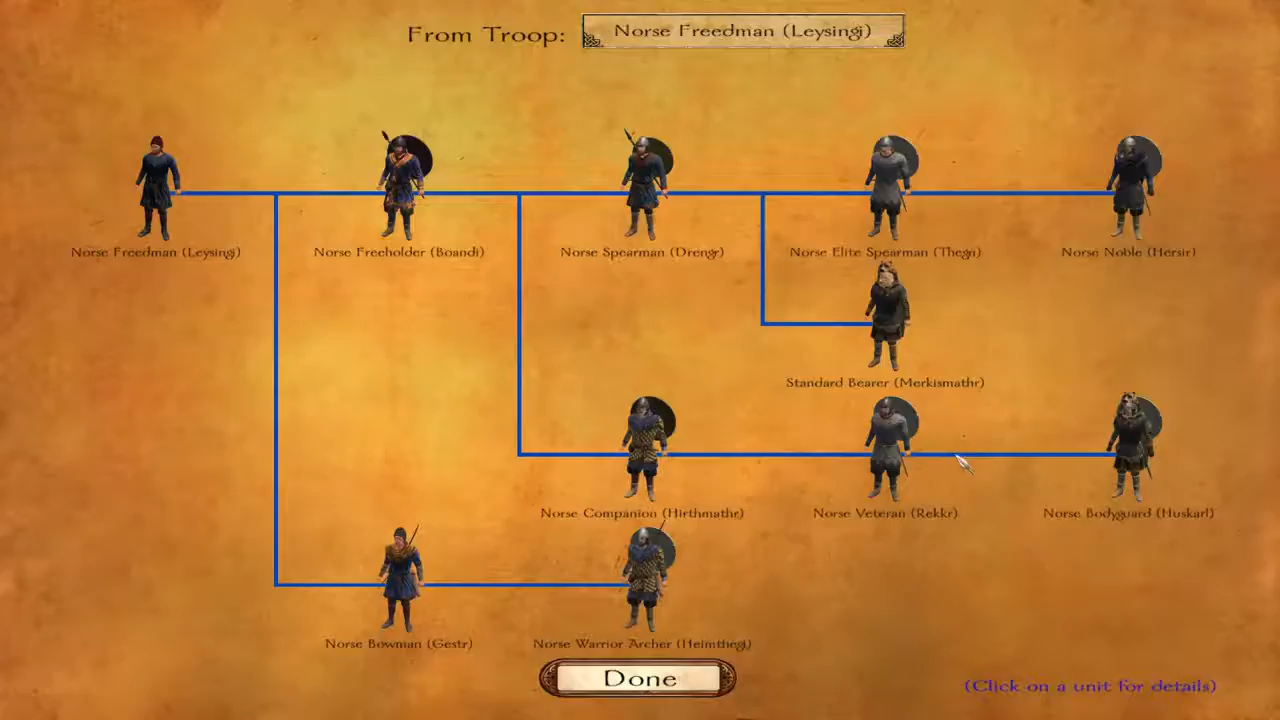 From Troop: Norse Freedman (Leysingi)
Norse Freedman (Leysingi) Norse Freeholder (Boandi) Norse Spearman (Drengr) Norse Elite Spearman (Thegn) Norse Noble (Hersir)
Standard Bearer (Merkismathr)
Norse Companion (Hirthmathr) Norse Veteran (Rekkr) Norse Bodyguard (Huskarl)
Norse Bowman (Gestr) Norse Warrior Archer (Heimthegi)
Done
(Click on a unit for details)